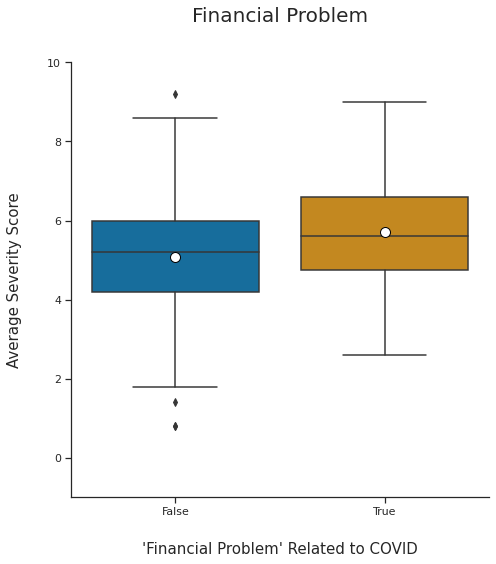 Financial Problem
10
8
6
4
2
0
Average Severity Score
False
True
'Financial Problem' Related to COVID